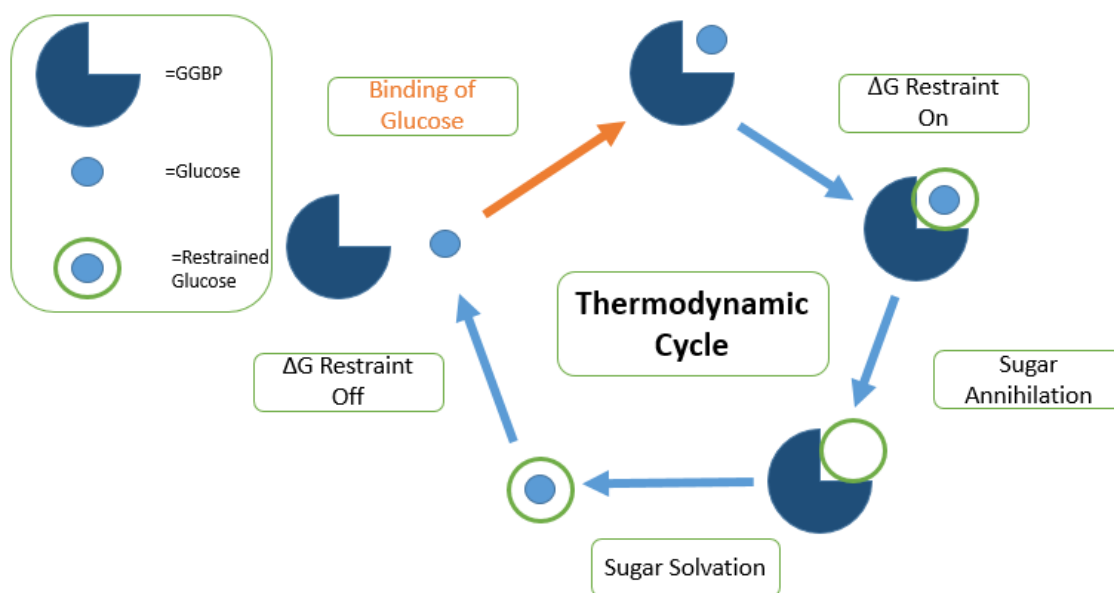 =GGBP
=Glucose
=Restrained
Glucose
Binding of
Glucose
ΔG Restraint
On
Thermodynamic
Cycle
Sugar
Annihilation
ΔG Restraint
Off
Sugar Solvation